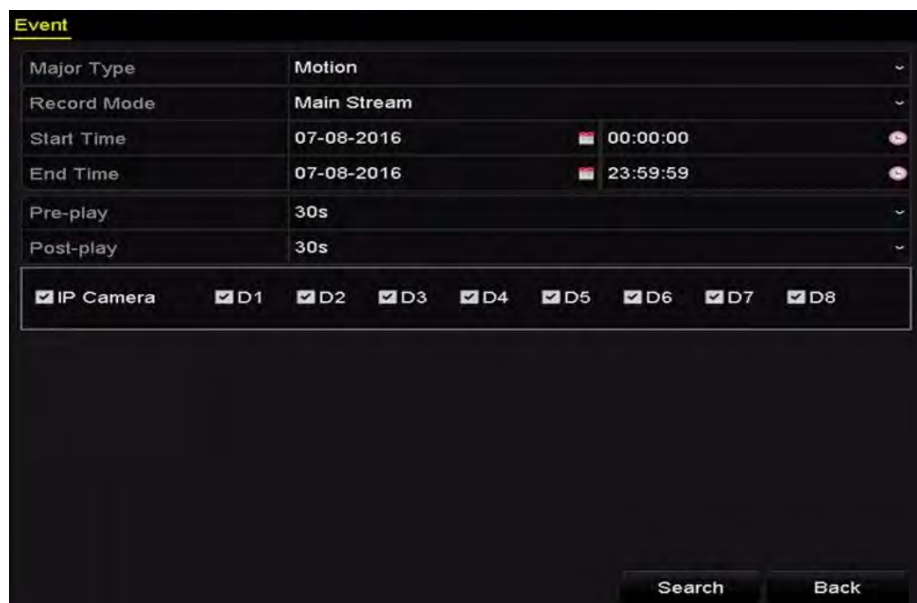 Event
Major Type Motion
Record Mode Main Stream
Start Time 07-08-2016 00:00:00
End Time 07-08-2016 23:59:59
Pre-play 30s
Post-play 30s
IP Camera D1 D2 D3 D4 D5 D6 D7 D8
Search Back